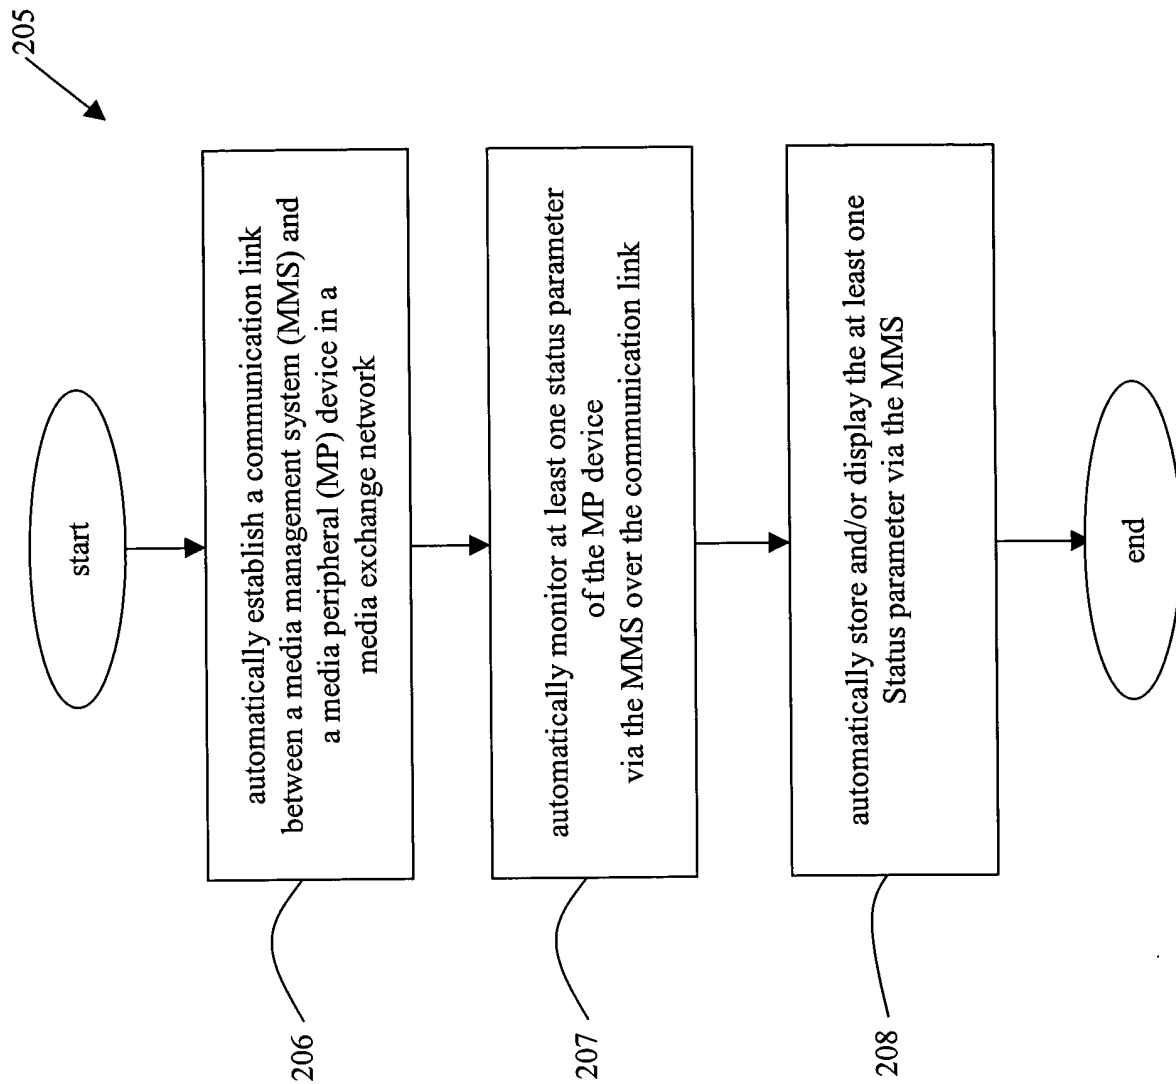 205
start
206
automatically establish a communication link
between a media management system (MMS) and
a media peripheral (MP) device in a
media exchange network
207
automatically monitor at least one status parameter
of the MP device
via the MMS over the communication link
208
automatically store and/or display the at least one
Status parameter via the MMS
end